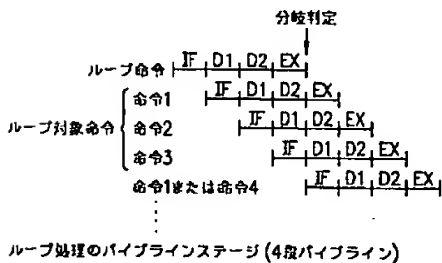 分岐判定
ループ命令 IF D1 D2 EX
命令1 IF D1 D2 EX
ループ対象命令 命令2 IF D1 D2 EX
命令3 IF D1 D2 EX
命令1または命令4 IF D1 D2 EX
ループ処理のパイプラインステージ (4段パイプライン)